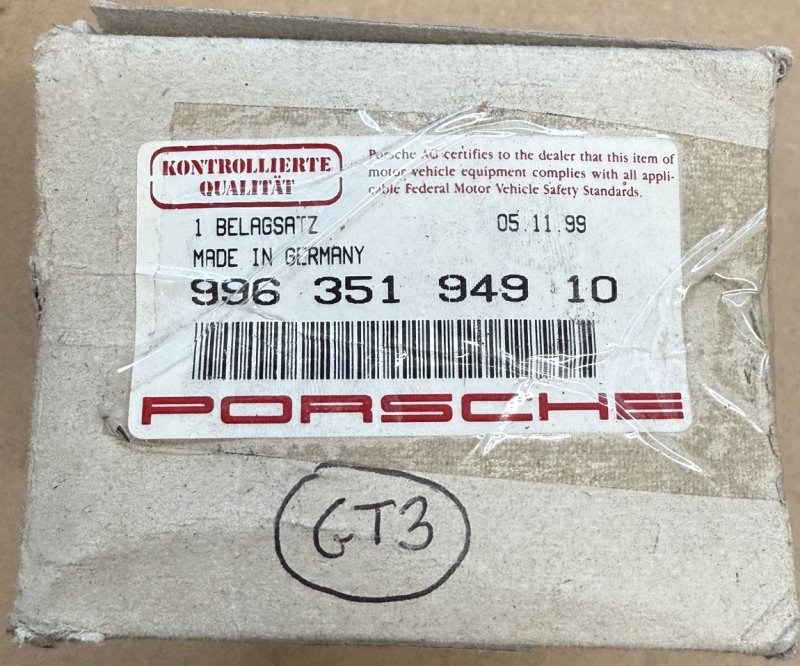 KONTROLLIERTE
QUALITÄT
Porsche AG certifies to the dealer that this item of
motor vehicle equipment complies with all appli-
cable Federal Motor Vehicle Safety Standards.
1 BELAGSATZ 05.11.99
MADE IN GERMANY
996 351 949 10
PORSCHE
GT3